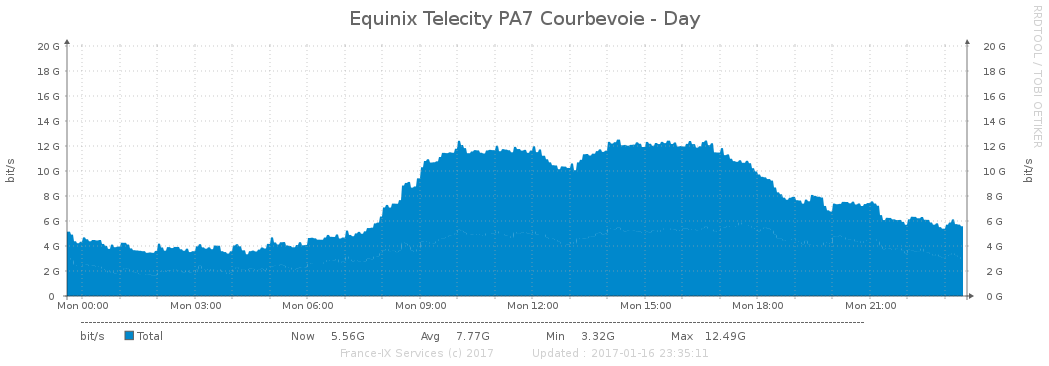 Equinix Telecity PA7 Courbevoie - Day
RRDTOOL / TOBI OETIKER
bit/s
20 G 20 G
18 G 18 G
16 G 16 G
14 G 14 G
12 G 12 G
10 G 10 G
8 G 8 G
6 G 6 G
4 G 4 G
2 G 2 G
0 0 G
bit/s
Mon 00:00 Mon 03:00 Mon 06:00 Mon 09:00 Mon 12:00 Mon 15:00 Mon 18:00 Mon 21:00
bit/s Total Now 5.56G Avg 7.77G Min 3.32G Max 12.49G
France-IX Services (c) 2017 Updated : 2017-01-16 23:35:11